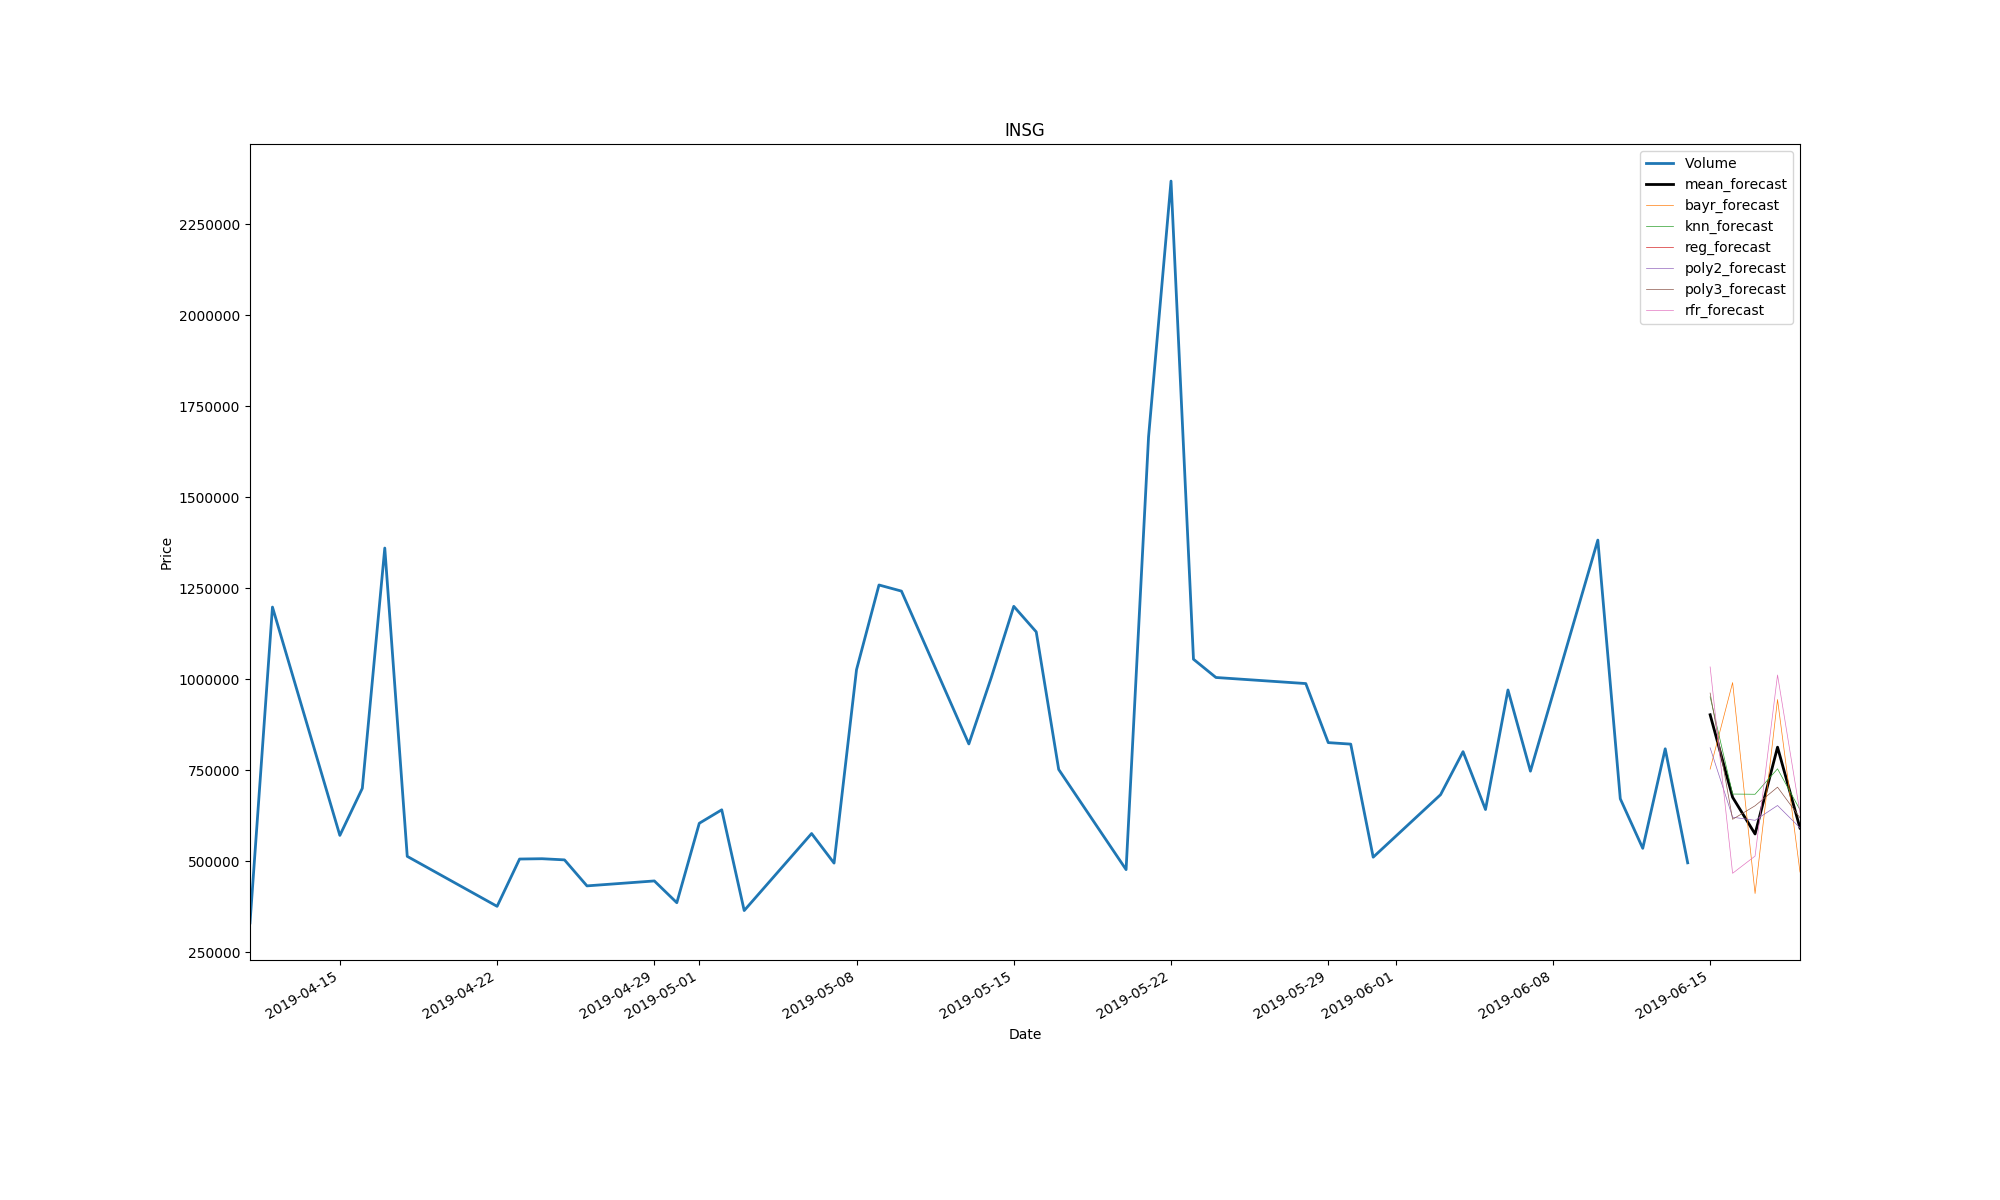 INSG
Volume
mean_forecast
bayr_forecast
knn_forecast
reg_forecast
poly2_forecast
poly3_forecast
rfr_forecast
Price
2250000
2000000
1750000
1500000
1250000
1000000
750000
500000
250000
2019-04-15
2019-04-22
2019-04-29
2019-05-01
2019-05-08
2019-05-15
2019-05-22
2019-05-29
2019-06-01
2019-06-08
2019-06-15
Date